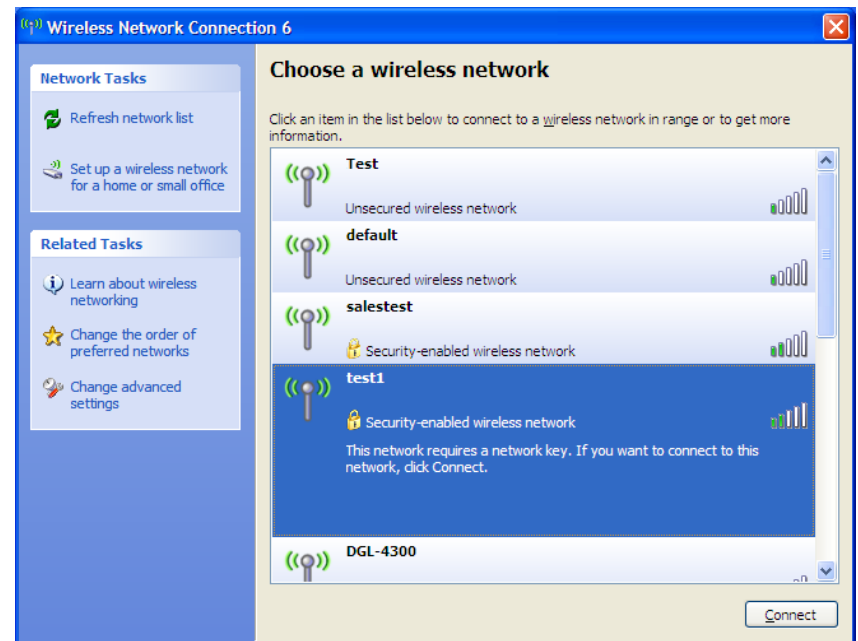 Wireless Network Connection 6
Network Tasks
Refresh network list
Set up a wireless network
for a home or small office
Related Tasks
Learn about wireless
networking
Change the order of
preferred networks
Change advanced
settings
Choose a wireless network
Click an item in the list below to connect to a wireless network in range or to get more
information.
Test
Unsecured wireless network
default
Unsecured wireless network
salestest
Security-enabled wireless network
test1
Security-enabled wireless network
This network requires a network key. If you want to connect to this
network, click Connect.
DGL-4300
Connect